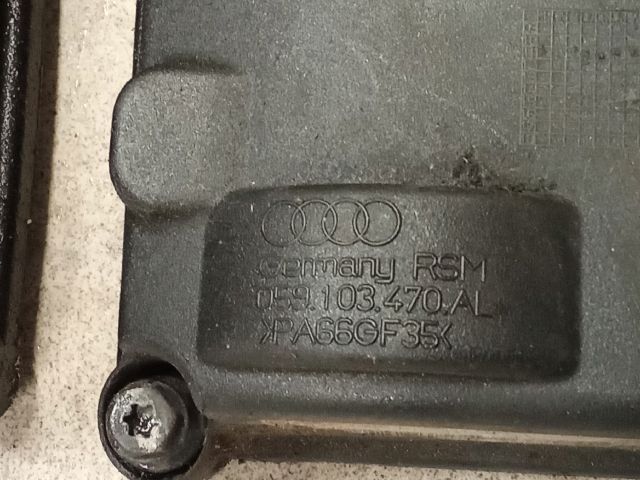 Germany RSM
059.103.470.AL
>PA66GF35<